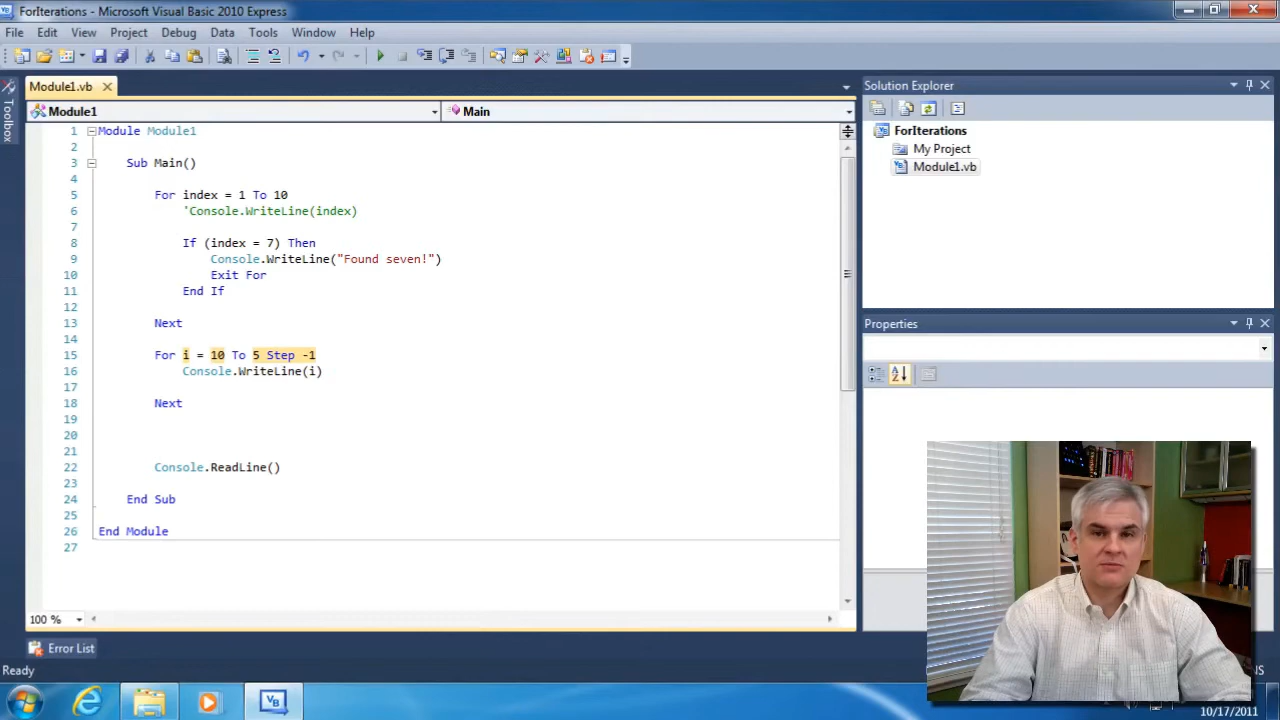 ForIterations - Microsoft Visual Basic 2010 Express
File Edit View Project Debug Data Tools Window Help
Module1.vb
Solution Explorer
Toolbox
Module1
Main
ForIterations
My Project
Module1.vb
1 Module Module1
2
3 Sub Main()
4
5 For index = 1 To 10
6 'Console.WriteLine(index)
7
8 If (index = 7) Then
9 Console.WriteLine("Found seven!")
10 Exit For
11 End If
12
13 Next
14
15 For i = 10 To 5 Step -1
16 Console.WriteLine(i)
17
18 Next
19
20
21
22 Console.ReadLine()
23
24 End Sub
25
26 End Module
27
Properties
100 %
Error List
Ready
NS
10/17/2011